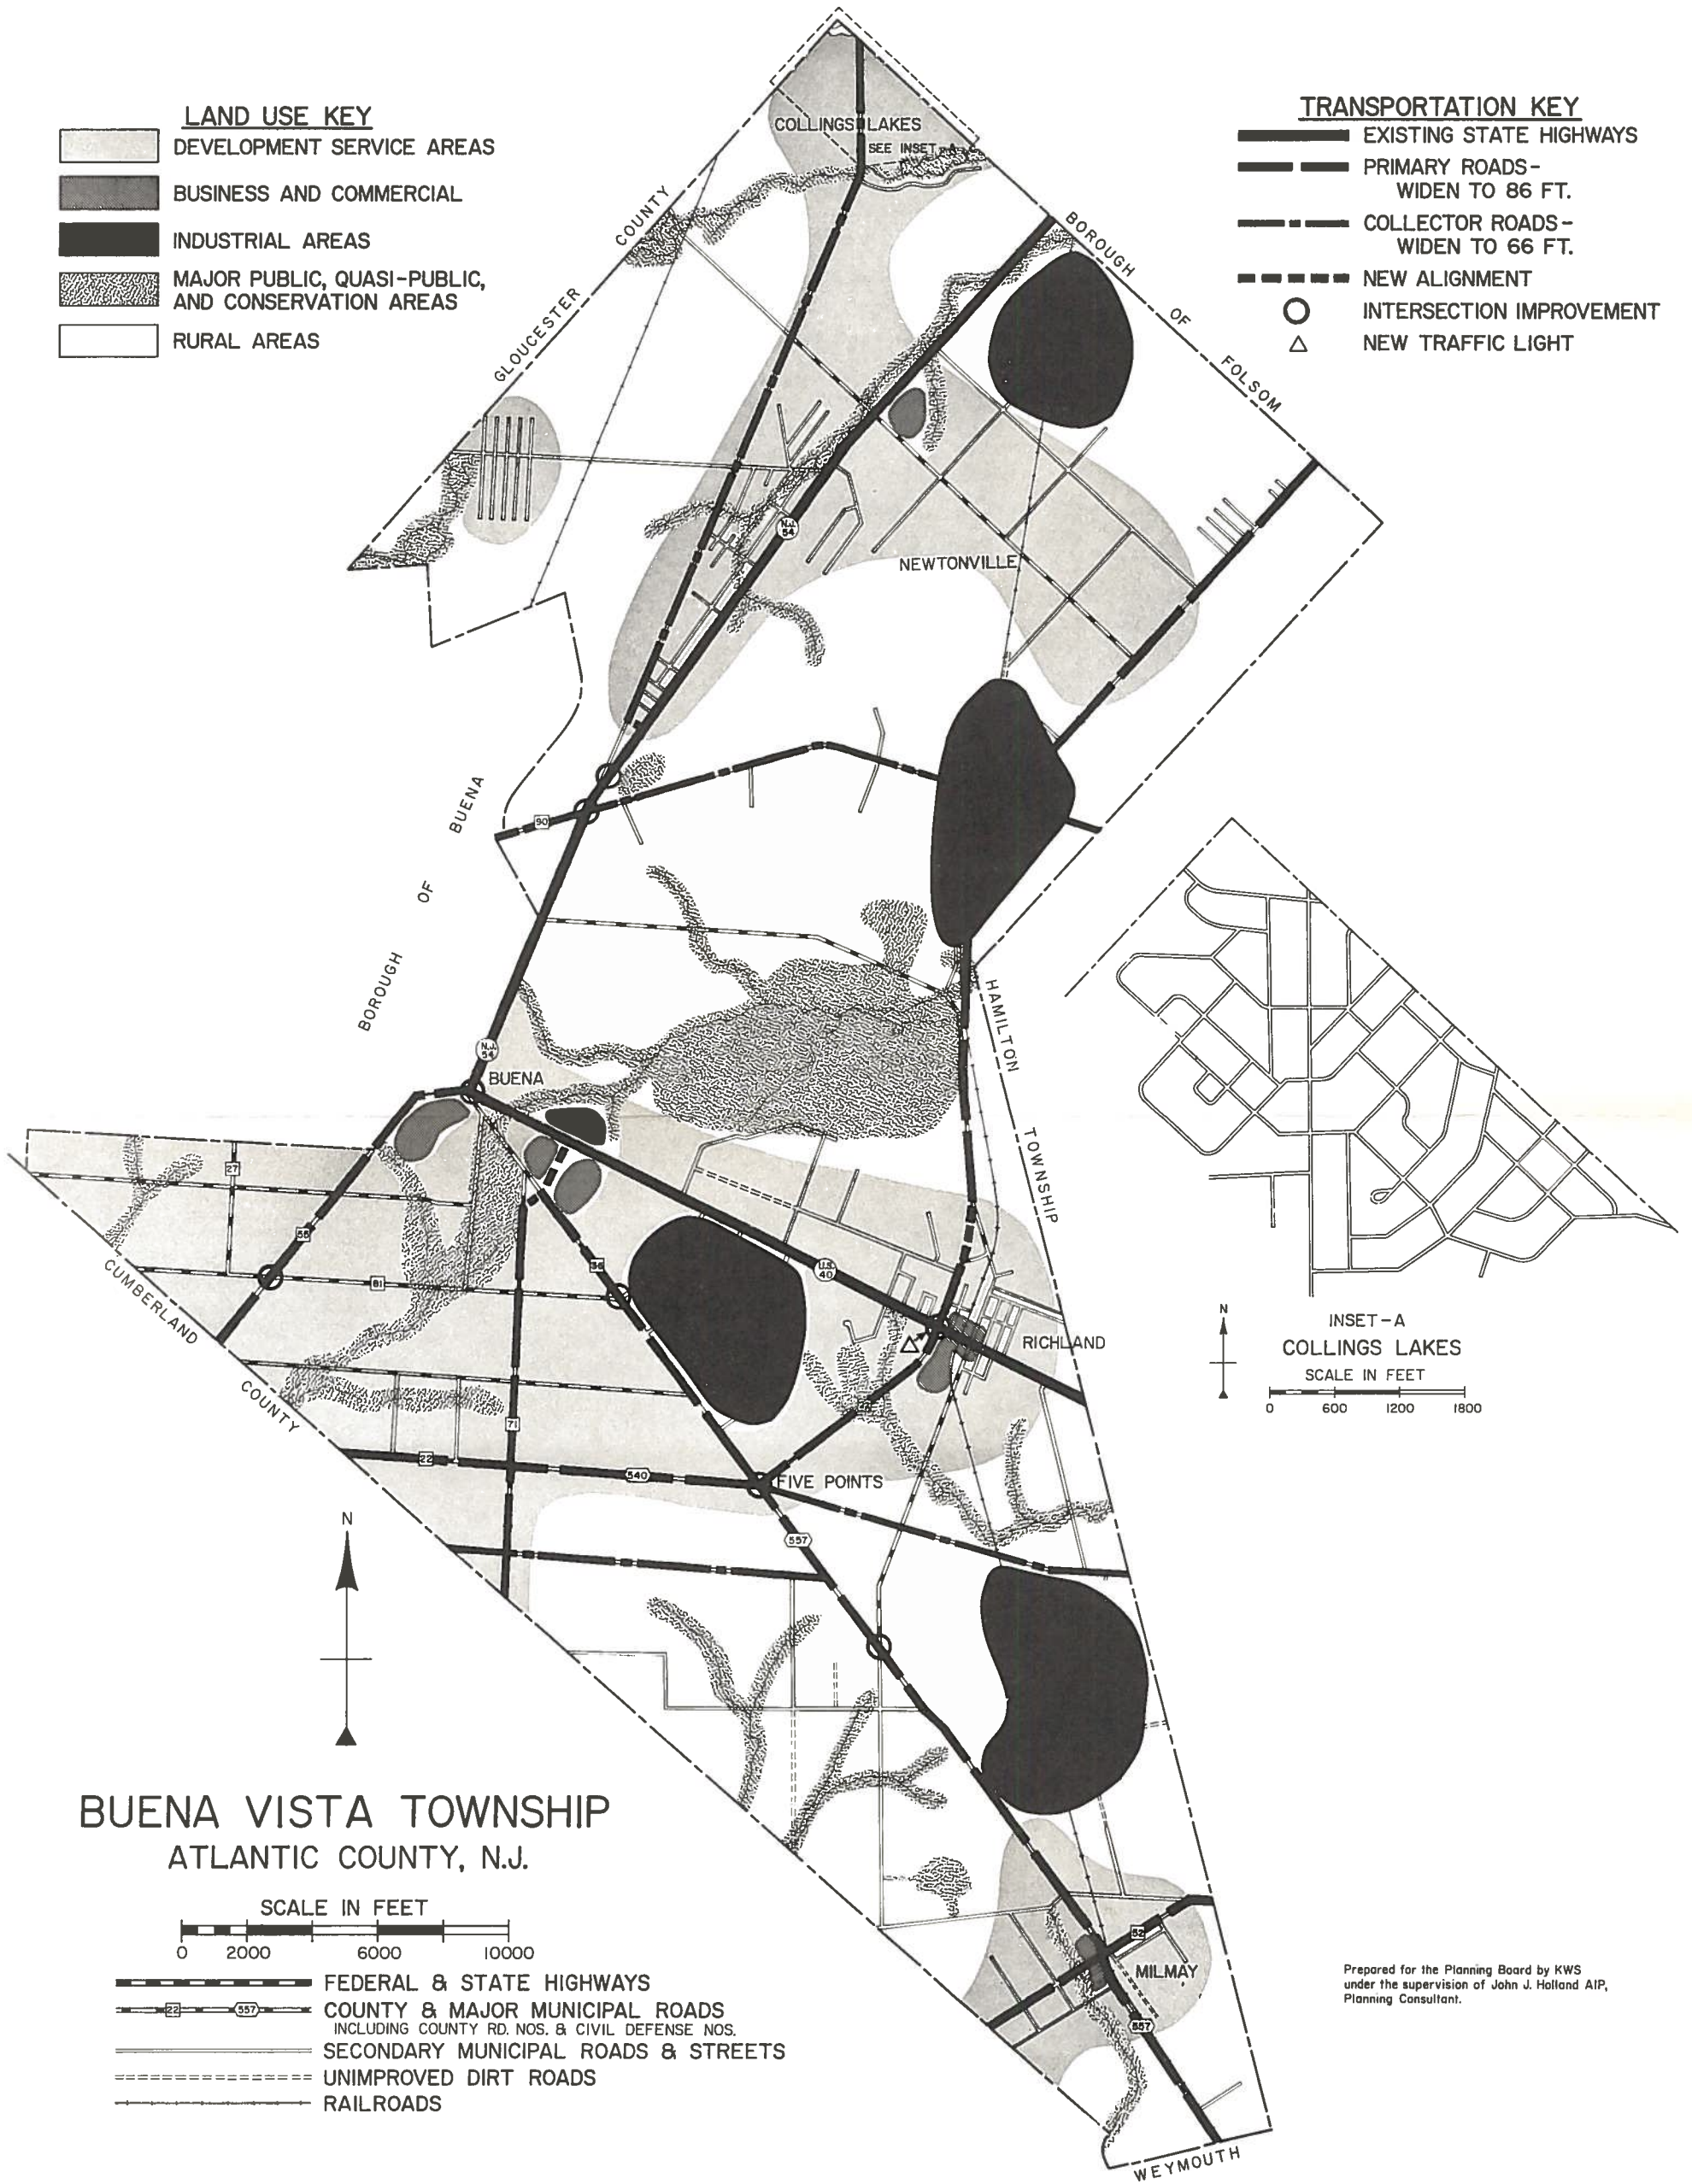 LAND USE KEY
DEVELOPMENT SERVICE AREAS
BUSINESS AND COMMERCIAL
INDUSTRIAL AREAS
MAJOR PUBLIC, QUASI-PUBLIC,
AND CONSERVATION AREAS
RURAL AREAS
TRANSPORTATION KEY
EXISTING STATE HIGHWAYS
PRIMARY ROADS-
WIDEN TO 86 FT.
COLLECTOR ROADS-
WIDEN TO 66 FT.
NEW ALIGNMENT
INTERSECTION IMPROVEMENT
NEW TRAFFIC LIGHT
COLLINGS LAKES
SEE INSET
GLOUCESTER COUNTY
BOROUGH OF FOLSOM
N.J.
54
NEWTONVILLE
90
BOROUGH OF BUENA
HAMILTON TOWNSHIP
N.J.
54
BUENA
27
55
36
81
U.S.
40
RICHLAND
CUMBERLAND COUNTY
71
22
540
FIVE POINTS
557
INSET-A
COLLINGS LAKES
SCALE IN FEET
0 600 1200 1800
N
N
BUENA VISTA TOWNSHIP
ATLANTIC COUNTY, N.J.
SCALE IN FEET
0 2000 6000 10000
FEDERAL & STATE HIGHWAYS
22 557 COUNTY & MAJOR MUNICIPAL ROADS
INCLUDING COUNTY RD. NOS. & CIVIL DEFENSE NOS.
SECONDARY MUNICIPAL ROADS & STREETS
UNIMPROVED DIRT ROADS
RAILROADS
52
MILMAY
557
WEYMOUTH
Prepared for the Planning Board by KWS
under the supervision of John J. Holland AIP,
Planning Consultant.